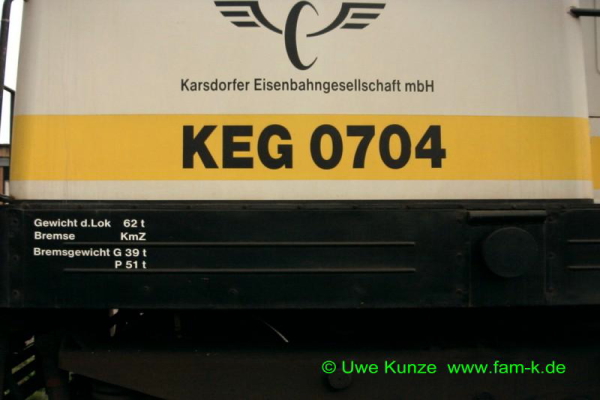 Karsdorfer Eisenbahngesellschaft mbH
KEG 0704
Gewicht d.Lok 62 t
Bremse KmZ
Bremsgewicht G 39 t
P 51 t
© Uwe Kunze www.fam-k.de